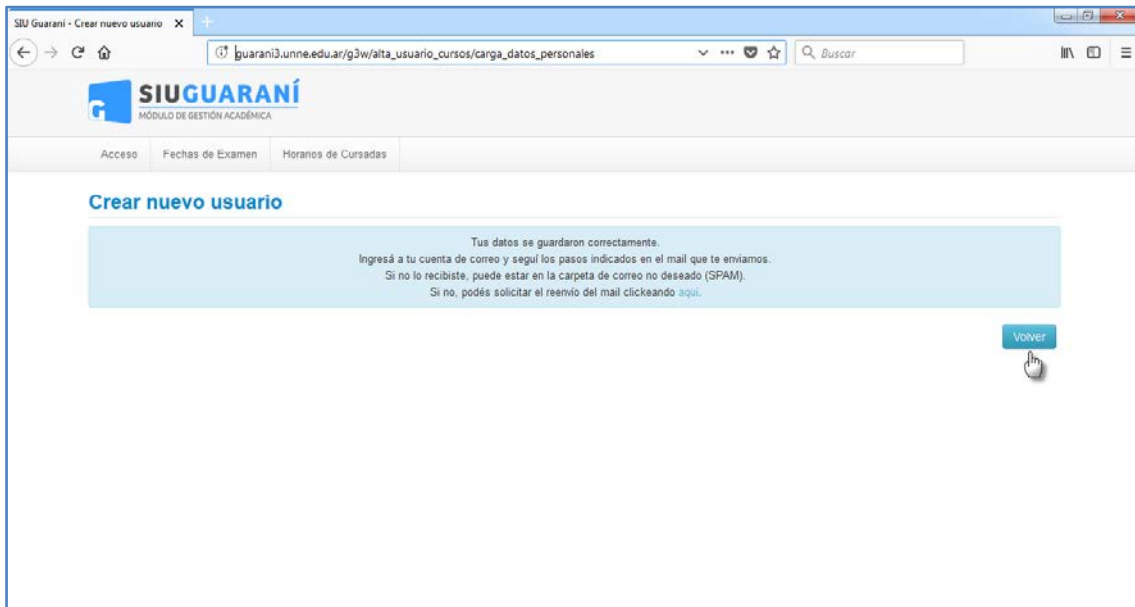 SIU Guaraní - Crear nuevo usuario
guarani3.unne.edu.ar/g3w/alta_usuario_cursos/carga_datos_personales
Buscar
G
SIUGUARANÍ
MÓDULO DE GESTIÓN ACADÉMICA
Acceso Fechas de Examen Horarios de Cursadas
Crear nuevo usuario
Tus datos se guardaron correctamente.
Ingresá a tu cuenta de correo y seguí los pasos indicados en el mail que te enviamos.
Si no lo recibiste, puede estar en la carpeta de correo no deseado (SPAM).
Si no, podés solicitar el reenvío del mail clickeando aquí.
Volver